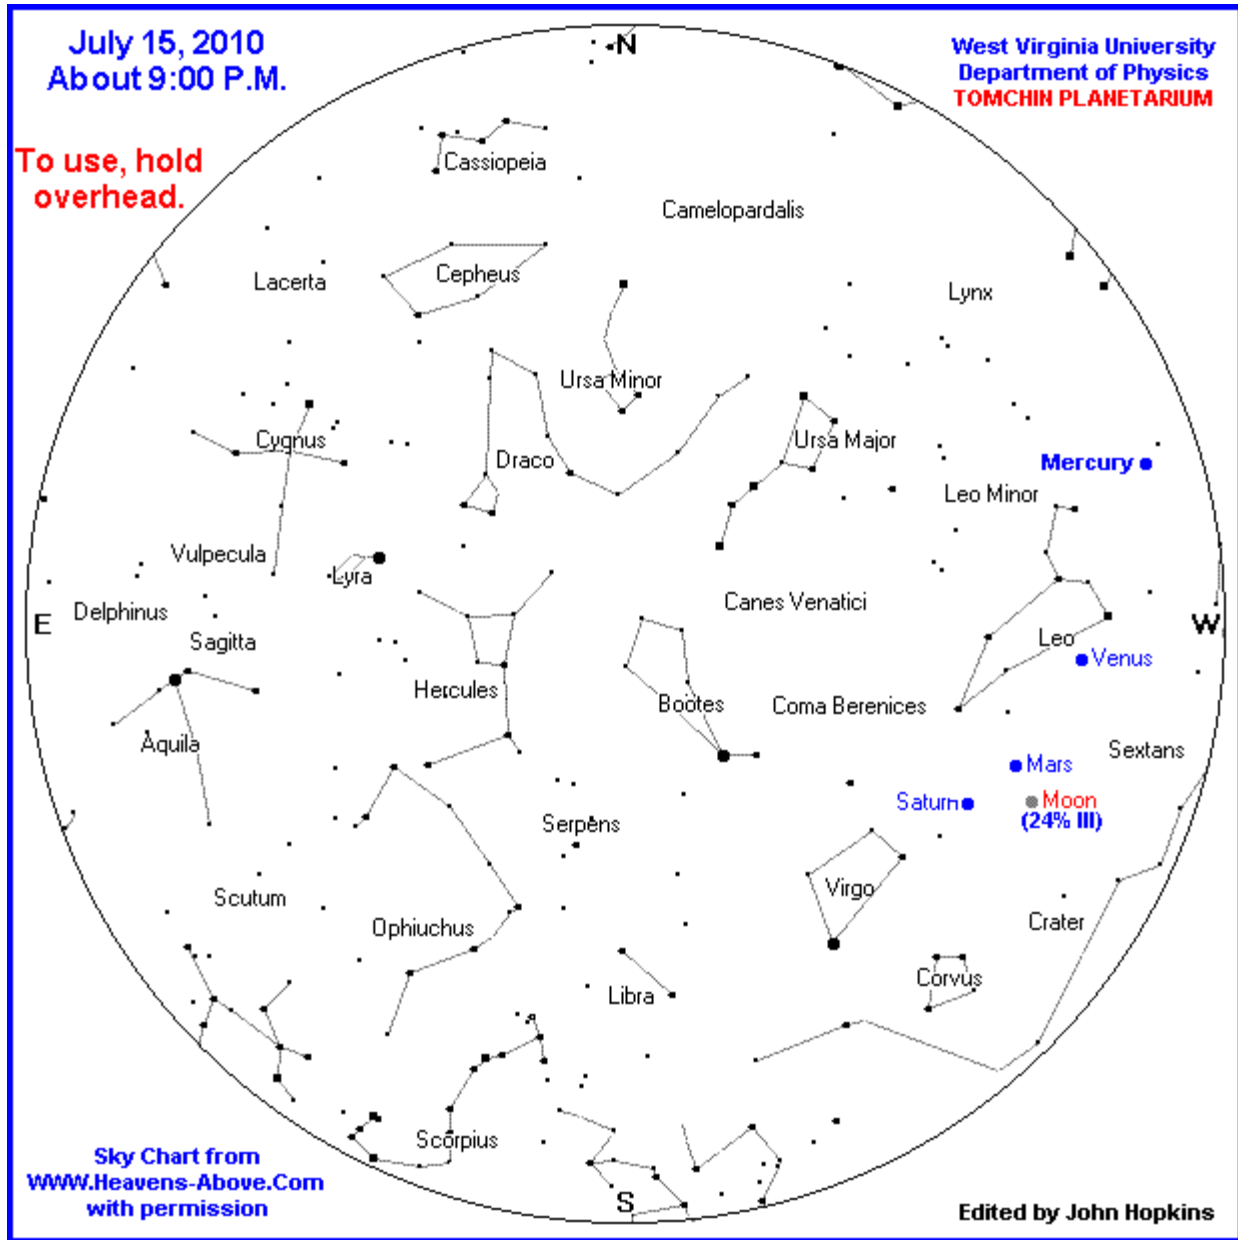 July 15, 2010
About 9:00 P.M.
West Virginia University
Department of Physics
TOMCHIN PLANETARIUM
To use, hold
overhead.
N
Cassiopeia
Camelopardalis
Cepheus
Lacerta
Lynx
Ursa Minor
Cygnus
Ursa Major
Draco
Mercury
Leo Minor
Vulpecula
Lyra
Canes Venatici
Delphinus
E
W
Sagitta
Leo
Venus
Hercules
Bootes
Coma Berenices
Aquila
Sextans
Mars
Saturn
Moon
(24% Ill)
Serpens
Virgo
Scutum
Ophiuchus
Crater
Libra
Corvus
Scorpius
S
Sky Chart from
WWW.Heavens-Above.Com
with permission
Edited by John Hopkins